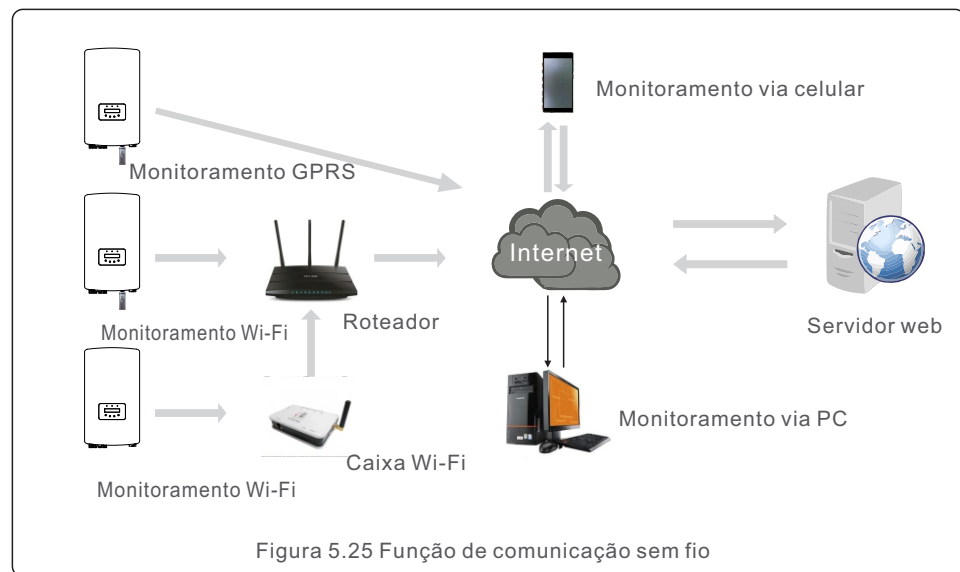 Monitoramento via celular
Monitoramento GPRS
Internet
Monitoramento Wi-Fi
Roteador
Servidor web
Monitoramento via PC
Caixa Wi-Fi
Monitoramento Wi-Fi
Figura 5.25 Função de comunicação sem fio